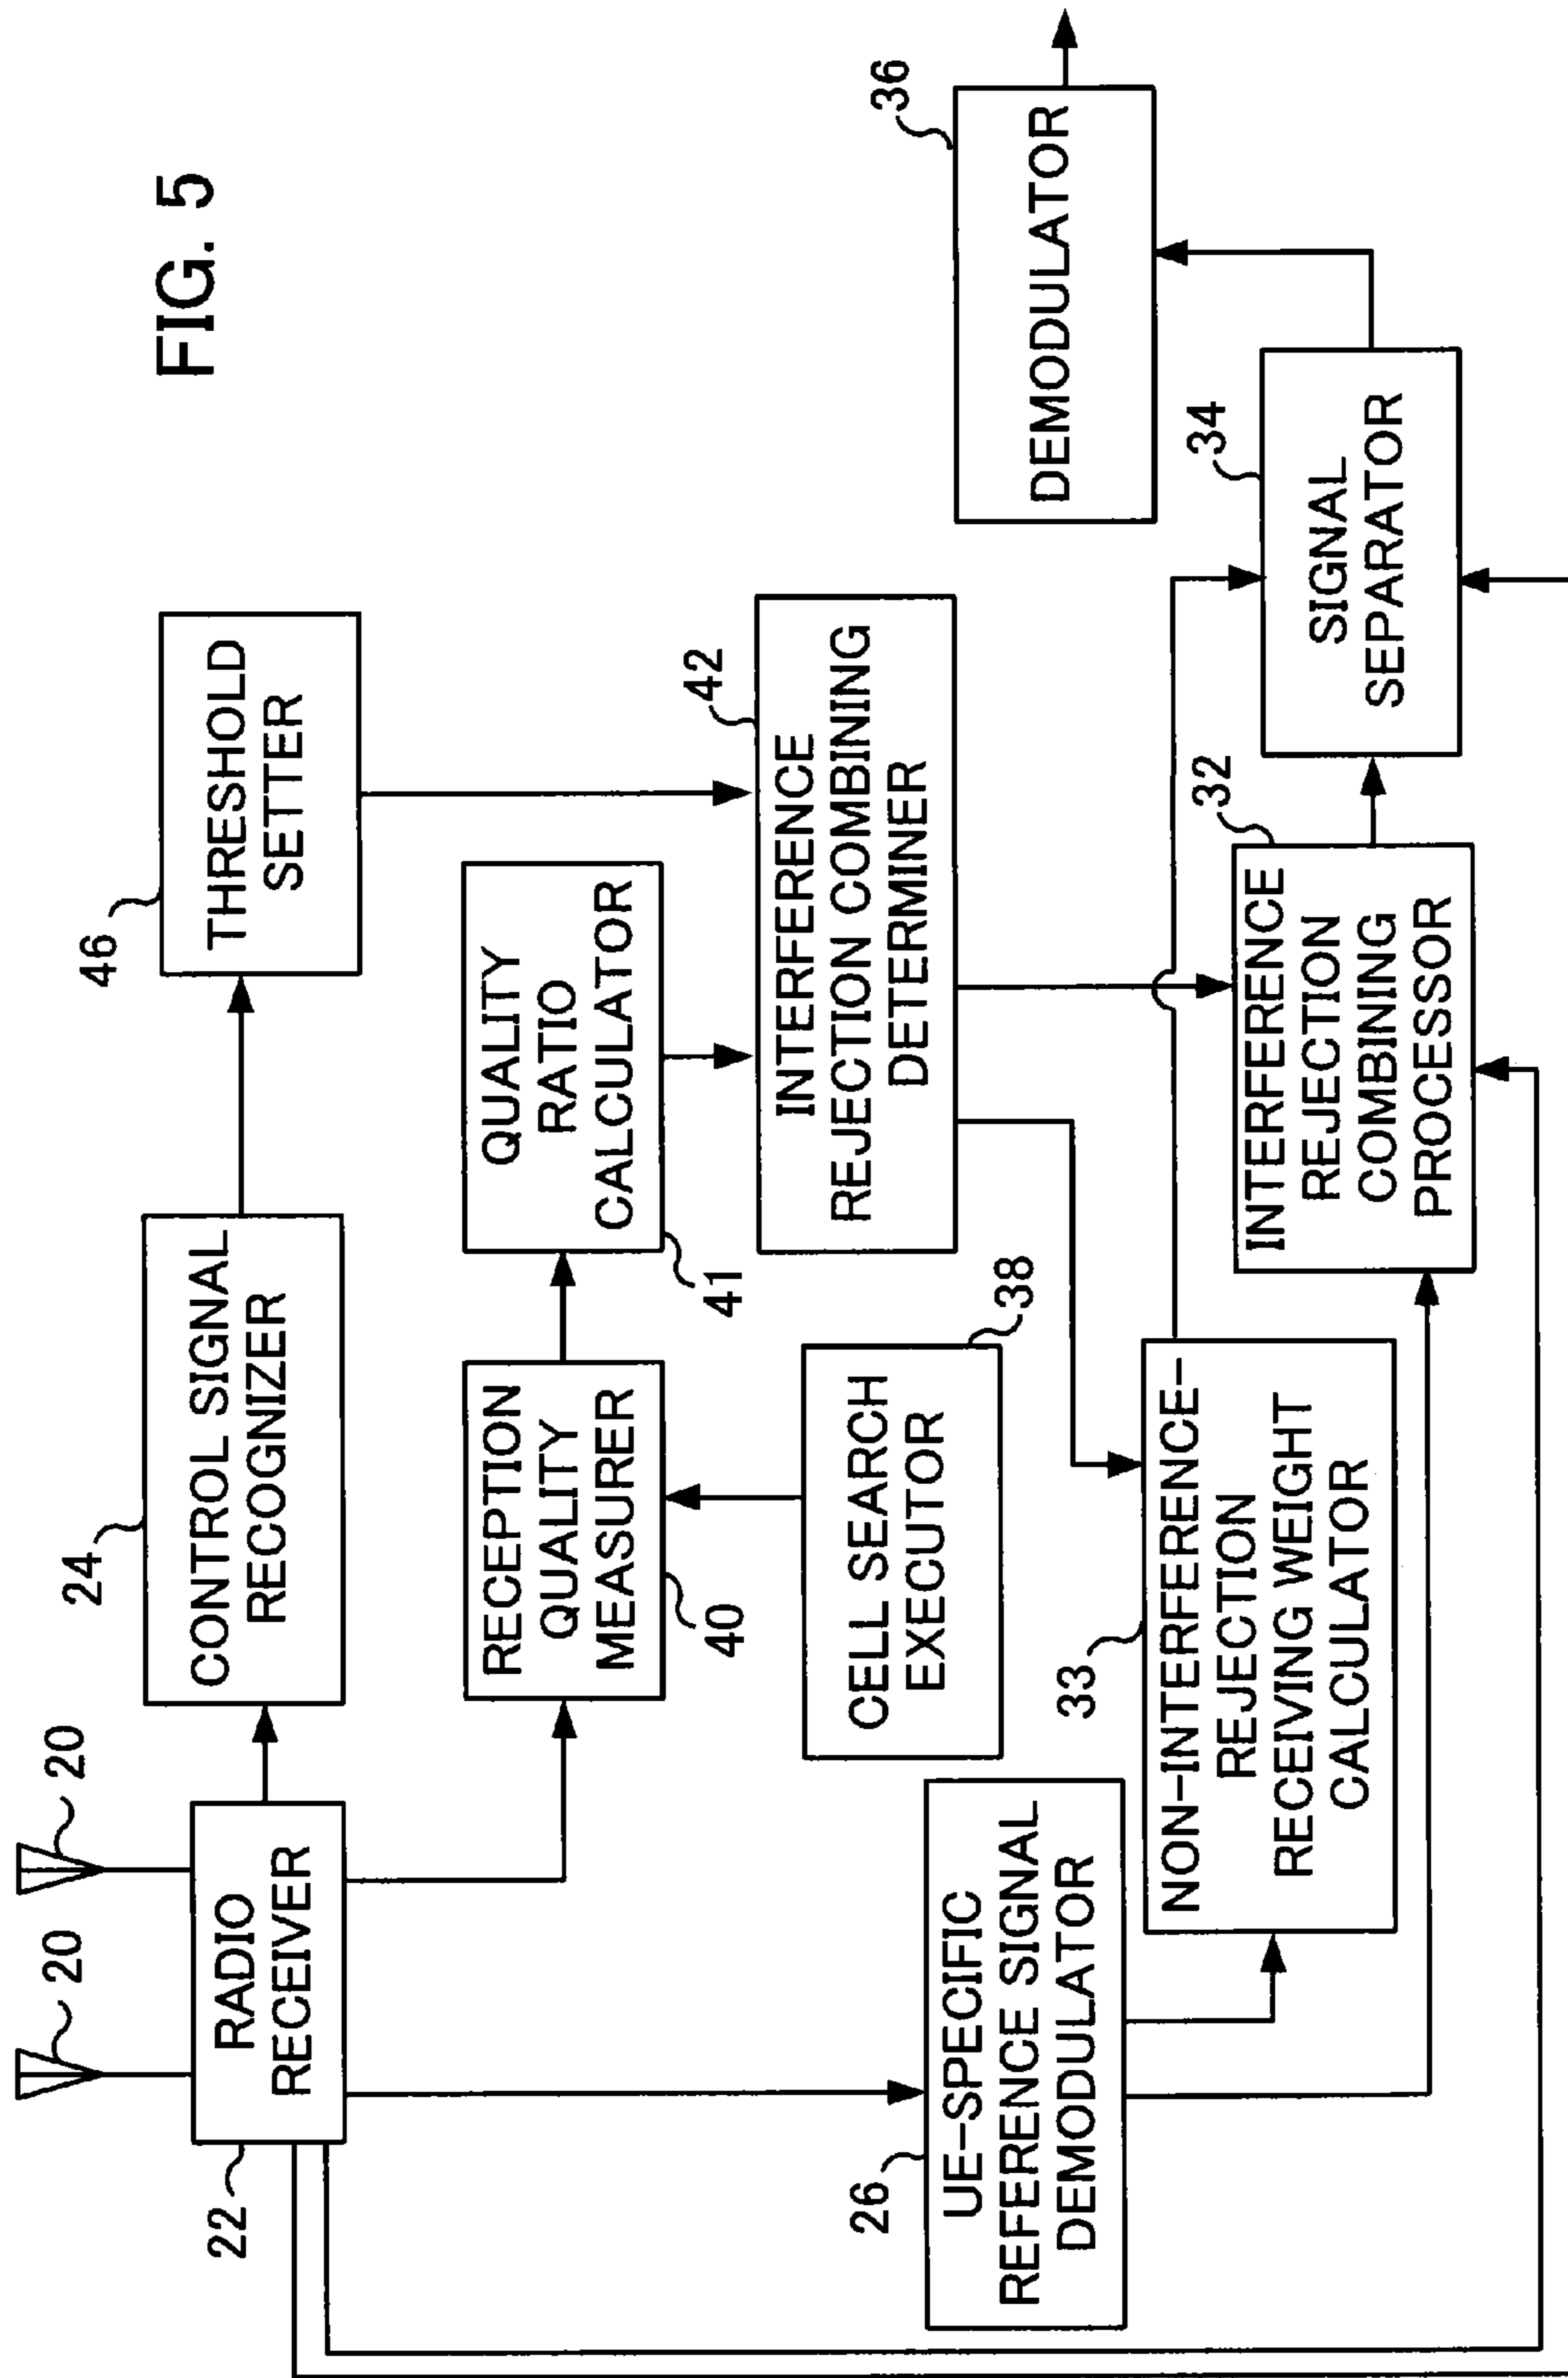 FIG. 5
20
20
22
RADIO
RECEIVER
24
CONTROL SIGNAL
RECOGNIZER
46
THRESHOLD
SETTER
RECEPTION
QUALITY
MEASURER
40
QUALITY
RATIO
CALCULATOR
41
CELL SEARCH
EXECUTOR
38
42
INTERFERENCE
REJECTION COMBINING
DETERMINER
26
UE-SPECIFIC
REFERENCE SIGNAL
DEMODULATOR
33
NON-INTERFERENCE-
REJECTION
RECEIVING WEIGHT
CALCULATOR
32
INTERFERENCE
REJECTION
COMBINING
PROCESSOR
34
SIGNAL
SEPARATOR
36
DEMODULATOR